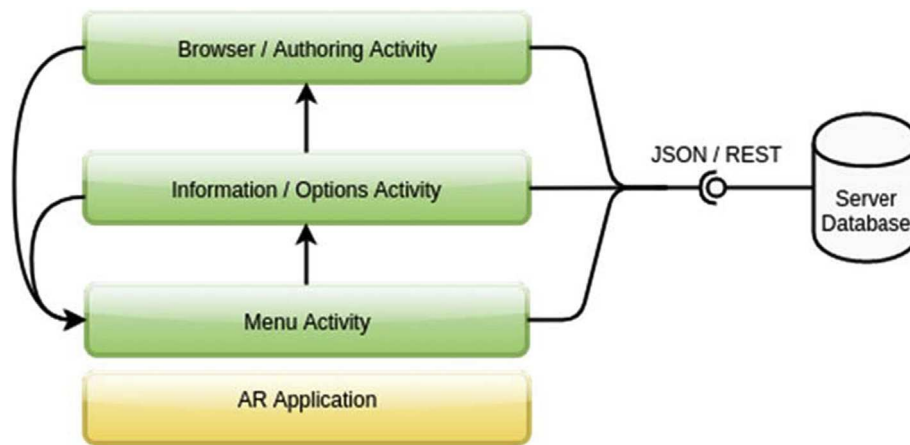 Browser / Authoring Activity
Information / Options Activity
Menu Activity
AR Application
JSON / REST
Server
Database